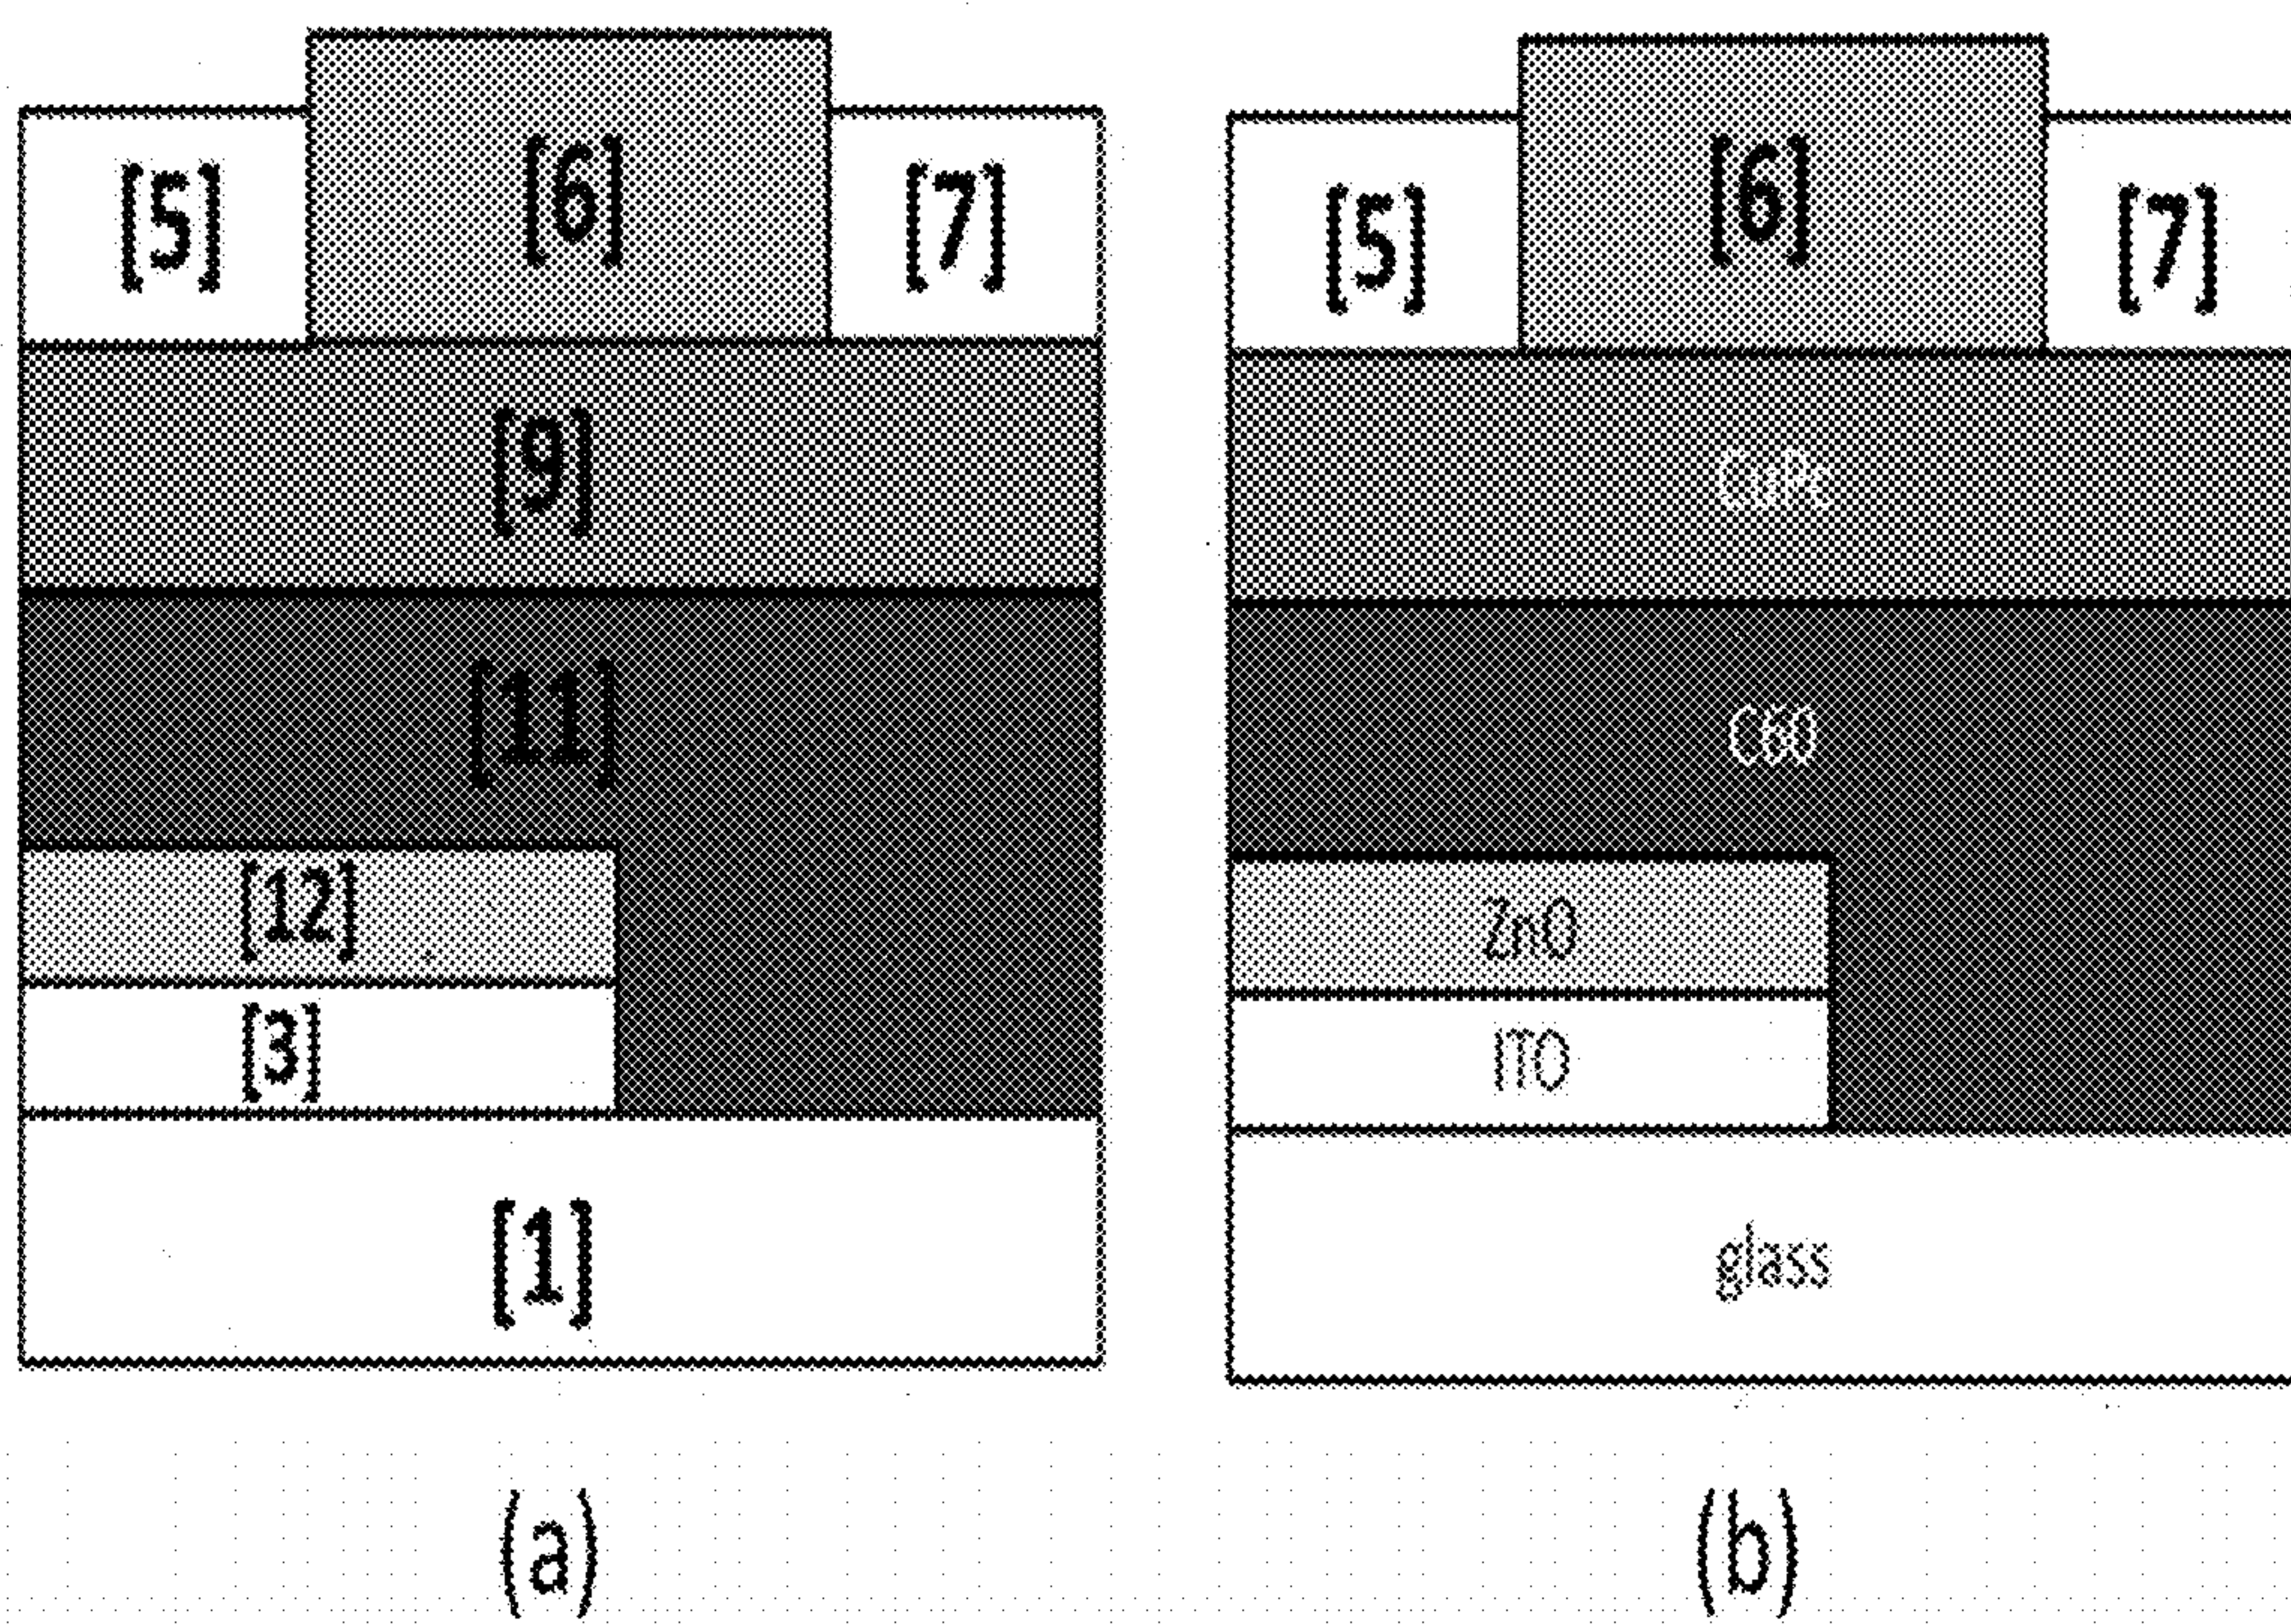 [5] [6] [7]
[9]
[11]
[12]
[3]
[1]
(a)
[5] [6] [7]
CuPc
C60
ZnO
ITO
glass
(b)